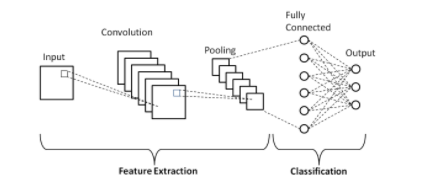 Input
Convolution
Pooling
Fully
Connected
Output
Feature Extraction
Classification